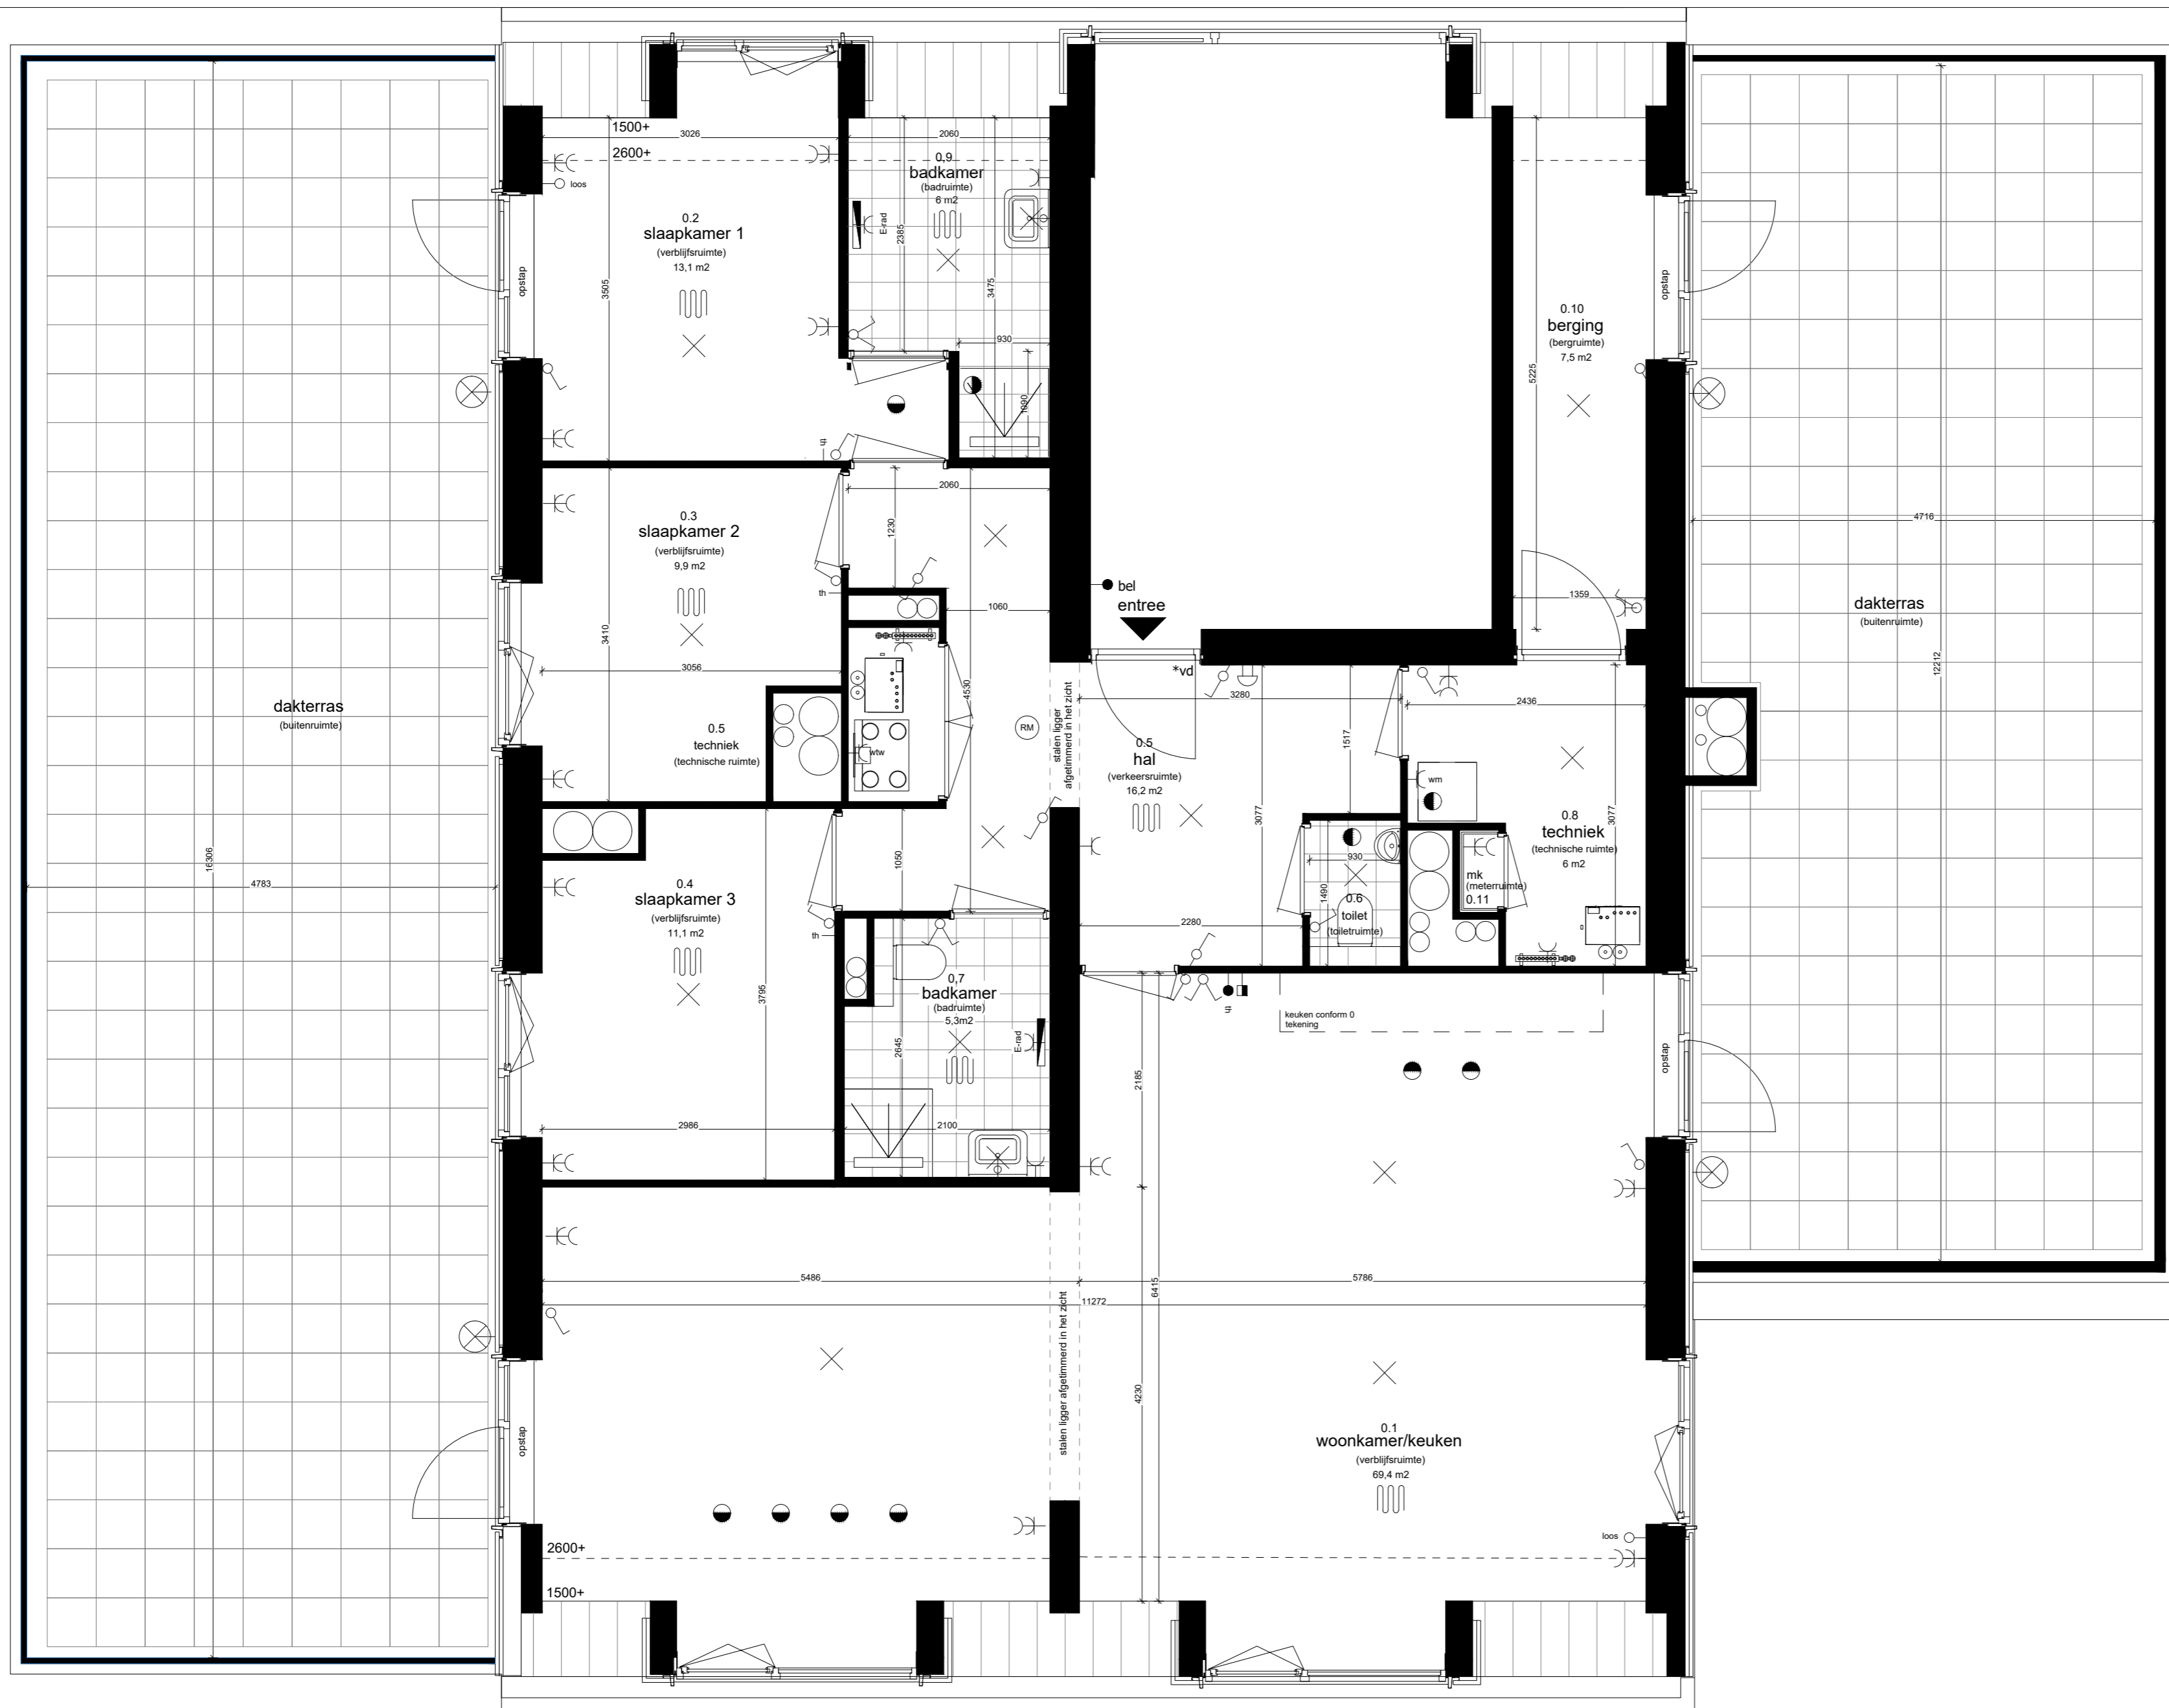 1500+
3026
2600+
loos
0.2
slaapkamer 1
(verblijfsruimte)
13,1 m2
3505
opstap
th
2060
0,9
badkamer
(badruimte)
6 m2
E-rad
2385
3475
930
1090
0.10
berging
(bergruimte)
7,5 m2
5225
1359
opstap
4716
dakterras
(buitenruimte)
12212
0.3
slaapkamer 2
(verblijfsruimte)
9,9 m2
3410
3056
th
2060
1230
1060
4530
bel
entree
*vd
dakterras
(buitenruimte)
16306
4783
0.5
techniek
(technische ruimte)
wtw
RM
stalen ligger
afgetimmerd in het zicht
3280
0.5
hal
(verkeersruimte)
16,2 m2
1517
3077
2280
2436
wm
0.8
techniek
(technische ruimte)
6 m2
3077
mk
(meterruimte)
0.11
930
1490
0.6
toilet
(toiletruimte)
0.4
slaapkamer 3
(verblijfsruimte)
11,1 m2
3795
2986
th
1050
0,7
badkamer
(badruimte)
5,3m2
E-rad
2645
2100
th
keuken conform 0
tekening
opstap
2185
5486
5786
11272
6415
4230
stalen ligger afgetimmerd in het zicht
opstap
0.1
woonkamer/keuken
(verblijfsruimte)
69,4 m2
loos
2600+
1500+